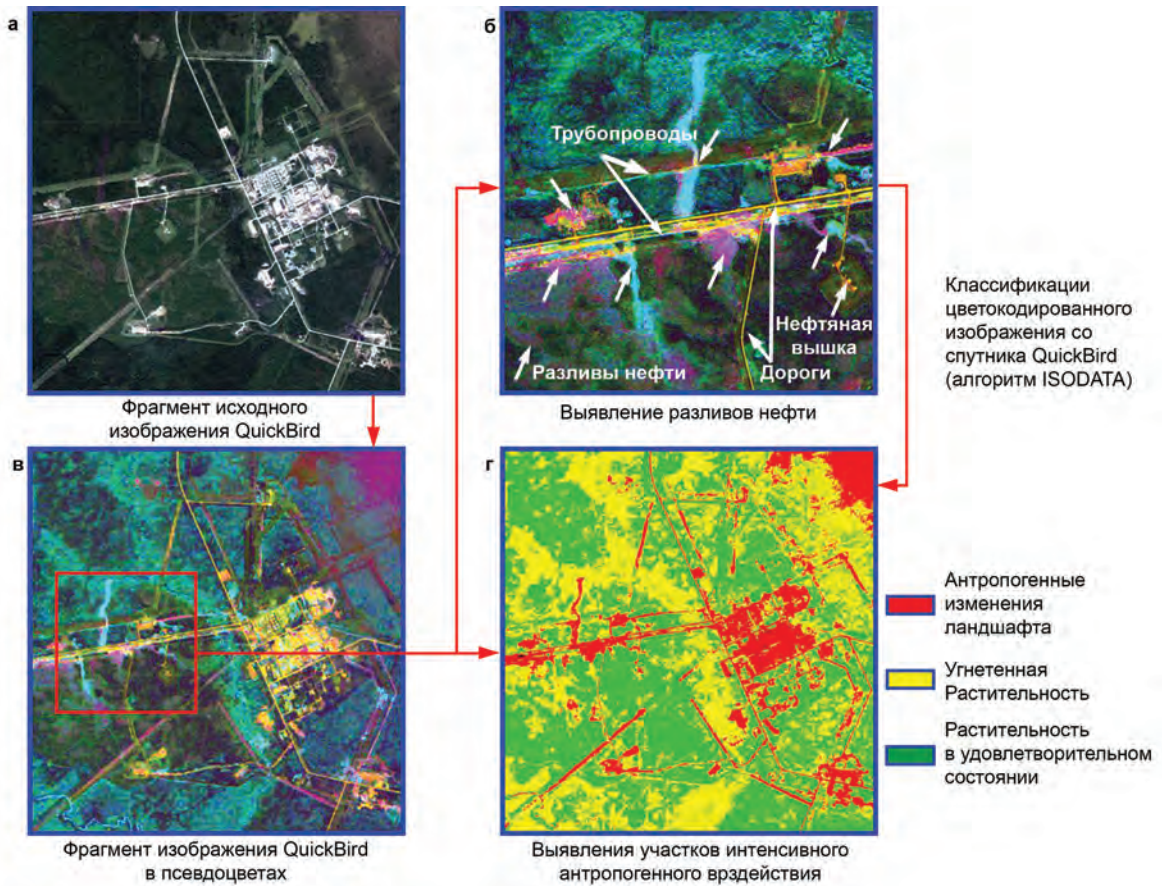 а
Фрагмент исходного
изображения QuickBird
б
Трубопроводы
Нефтяная
вышка
Разливы нефти
Дороги
Выявление разливов нефти
Классификации
цветокодированного
изображения со
спутника QuickBird
(алгоритм ISODATA)
в
Фрагмент изображения QuickBird
в псевдоцветах
г
Выявления участков интенсивного
антропогенного врздействия
Антропогенные
изменения
ландшафта
Угнетенная
Растительность
Растительность
в удовлетворительном
состоянии